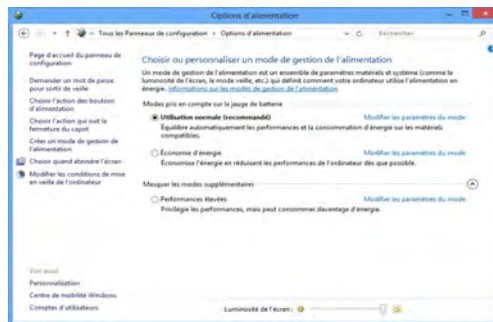 Options d'alimentation
Tous les Panneaux de configuration
Options d'alimentation
Rechercher
Page d'accueil du panneau de
configuration
Demander un mot de passe
pour sortir de veille
Choisir l'action des boutons
d'alimentation
Choisir l'action qui suit la
fermeture du capot
Créer un mode de gestion de
l'alimentation
Choisir quand éteindre l'écran
Modifier les conditions de mise
en veille de l'ordinateur
Choisir ou personnaliser un mode de gestion de l'alimentation
Un mode de gestion de l'alimentation est un ensemble de paramètres matériels et système (comme la
luminosité de l'écran, le mode veille, etc.) qui définit comment votre ordinateur utilise l'alimentation en
énergie. Informations sur les modes de gestion de l'alimentation
Modes pris en compte sur la jauge de batterie
Utilisation normale (recommandé) Modifier les paramètres du mode
Équilibre automatiquement les performances et la consommation d'énergie sur les matériels
compatibles.
Économie d'énergie Modifier les paramètres du mode
Économise l'énergie en réduisant les performances de l'ordinateur dès que possible.
Masquer les modes supplémentaires
Performances élevées Modifier les paramètres du mode
Privilégie les performances, mais peut consommer davantage d'énergie.
Voir aussi
Personnalisation
Centre de mobilité Windows
Comptes d'utilisateurs
Luminosité de l'écran :